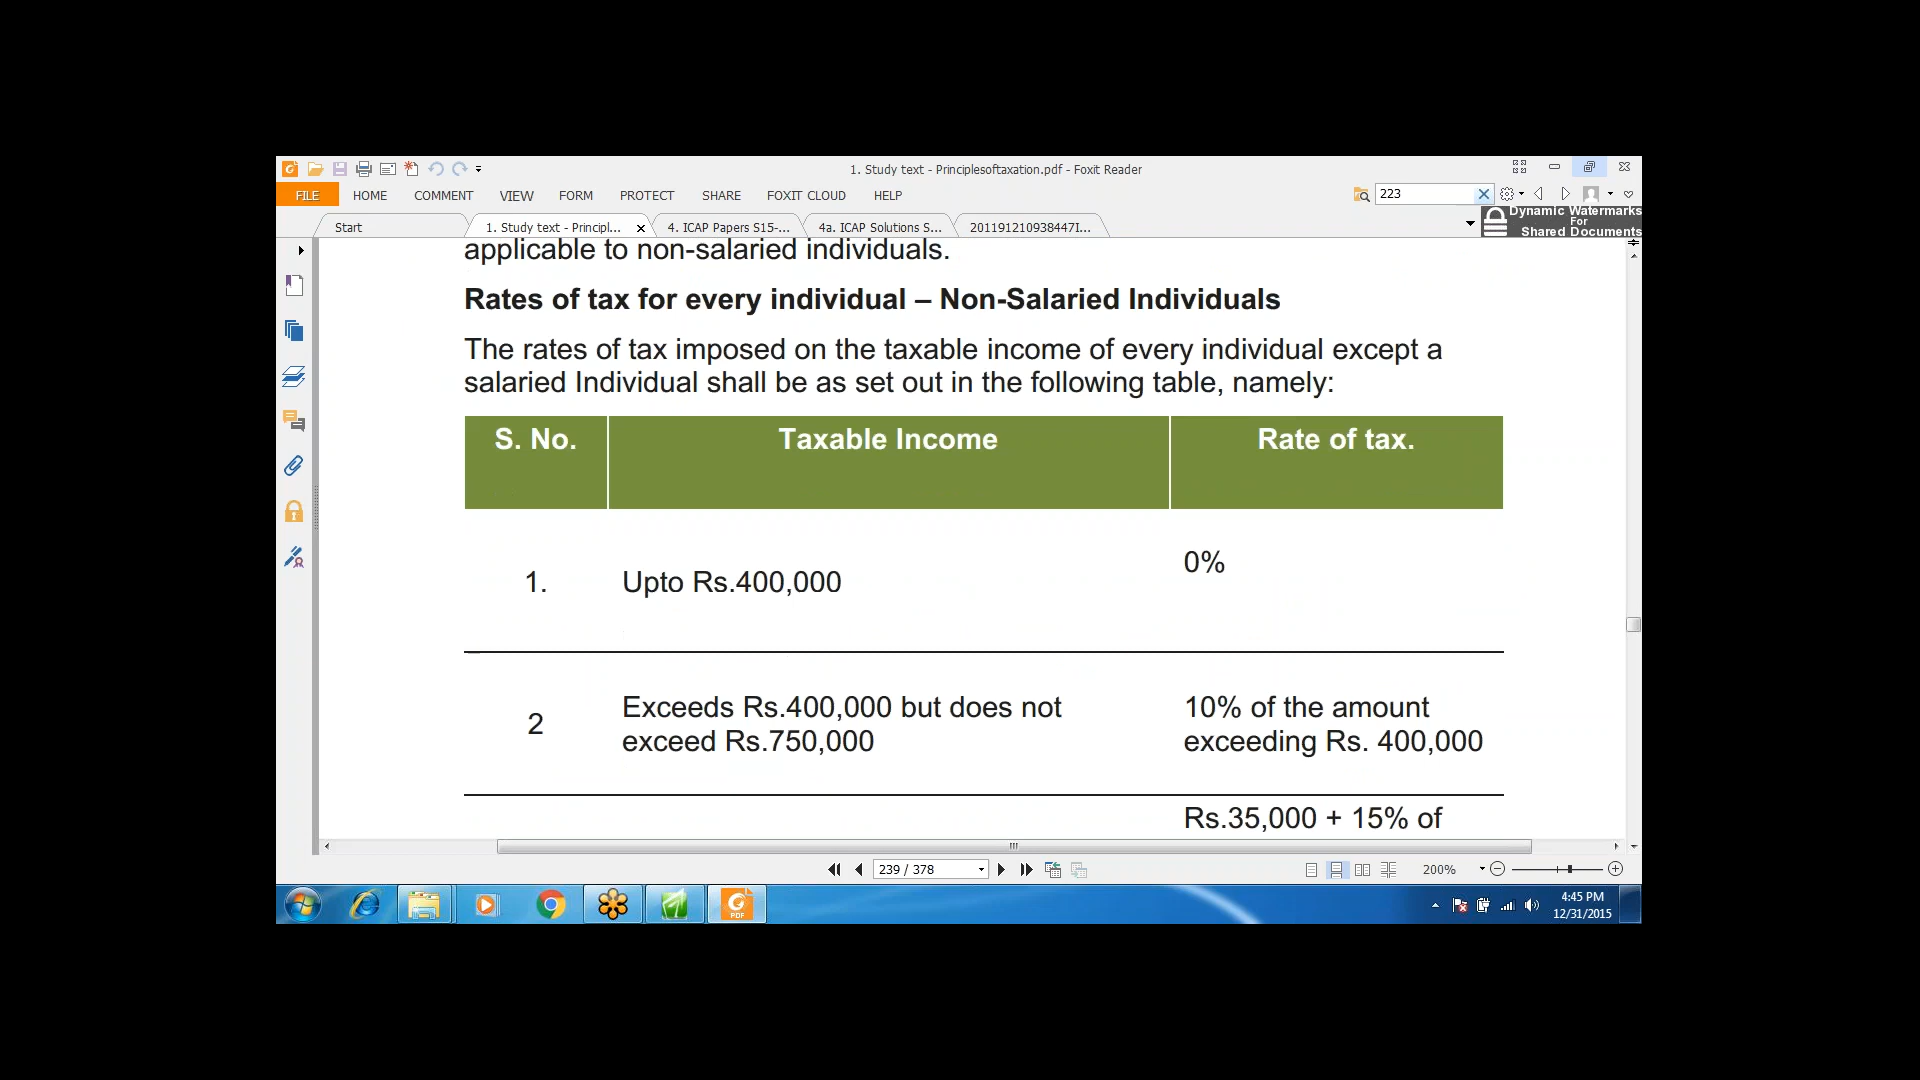 1. Study text - Principlesoftaxation.pdf - Foxit Reader
FILE HOME COMMENT VIEW FORM PROTECT SHARE FOXIT CLOUD HELP 223
Start 1. Study text - Principl... 4. ICAP Papers S15-... 4a. ICAP Solutions S... 20119121093844 7I...
Dynamic Watermarks
For
Shared Documents
applicable to non-salaried individuals.
Rates of tax for every individual – Non-Salaried Individuals
The rates of tax imposed on the taxable income of every individual except a
salaried Individual shall be as set out in the following table, namely:
S. No. Taxable Income Rate of tax.
1. Upto Rs.400,000 0%
2 Exceeds Rs.400,000 but does not
exceed Rs.750,000
10% of the amount
exceeding Rs. 400,000
Rs.35,000 + 15% of
239 / 378 200%
PDF
4:45 PM
12/31/2015